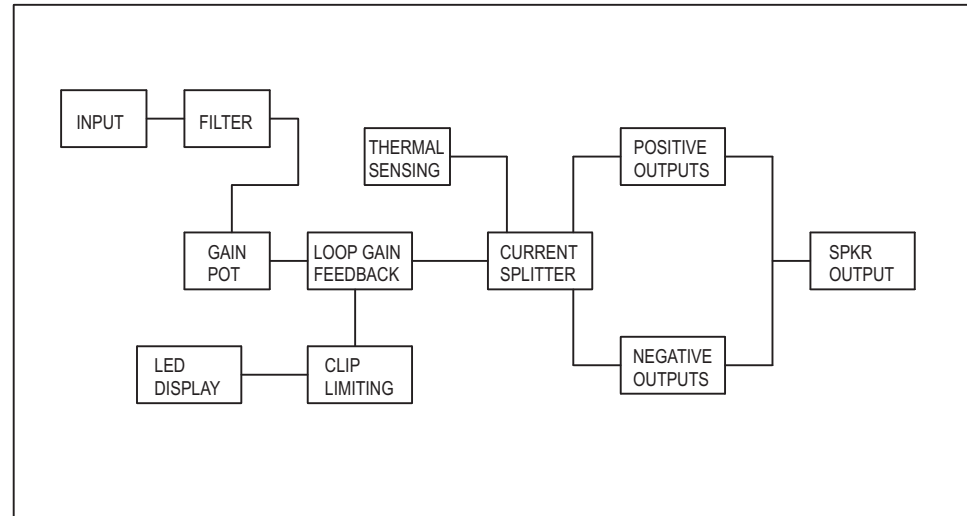 INPUT
FILTER
THERMAL
SENSING
POSITIVE
OUTPUTS
GAIN
POT
LOOP GAIN
FEEDBACK
CURRENT
SPLITTER
SPKR
OUTPUT
LED
DISPLAY
CLIP
LIMITING
NEGATIVE
OUTPUTS